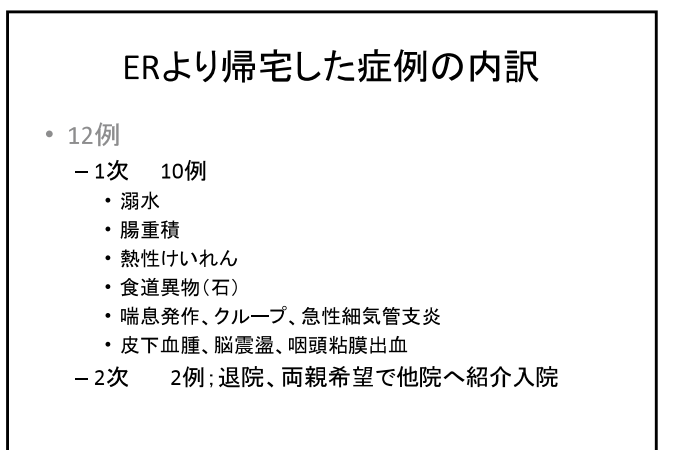 ERより帰宅した症例の内訳
• 12例
– 1次 10例
• 溺水
• 腸重積
• 熱性けいれん
• 食道異物（石）
• 喘息発作、クループ、急性細気管支炎
• 皮下血腫、脳震盪、咽頭粘膜出血
– 2次 2例；退院、両親希望で他院へ紹介入院